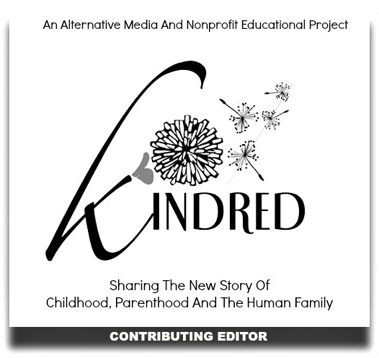 An Alternative Media And Nonprofit Educational Project
kINDRED
Sharing The New Story Of
Childhood, Parenthood And The Human Family
CONTRIBUTING EDITOR